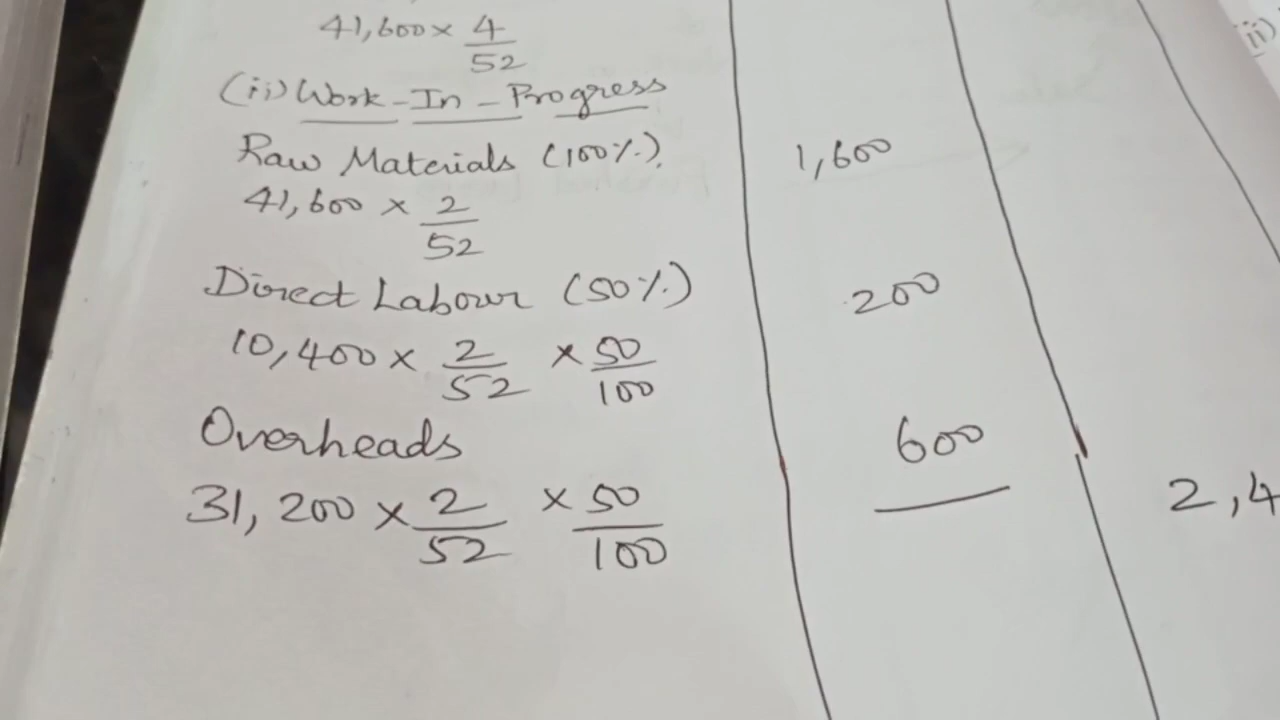 41,600 × 4/52
(ii) Work-In-Progress
Raw Materials (100%) 1,600
41,600 × 2/52
Direct Labour (50%) 200
10,400 × 2/52 × 50/100
Overheads 600
31,200 × 2/52 × 50/100 2,4
ii)